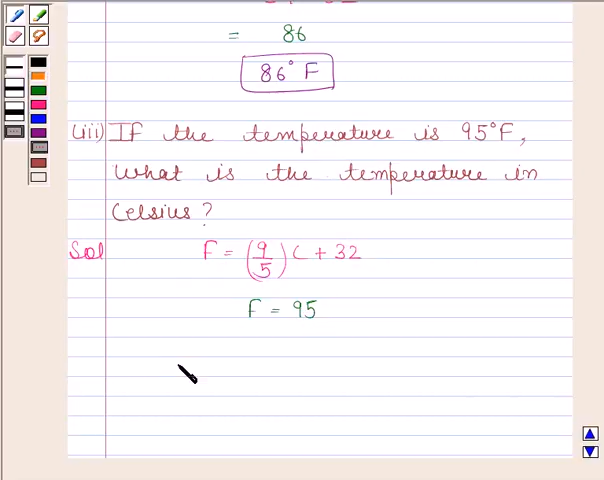 = 86
86° F
(iii) If the temperature is 95°F,
What is the temperature in
Celsius?
Sol F = (9/5) C + 32
F = 95